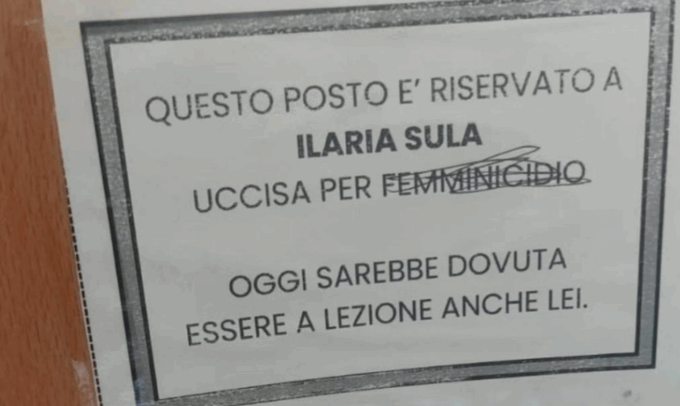 QUESTO POSTO E' RISERVATO A
ILARIA SULA
UCCISA PER FEMMINICIDIO
OGGI SAREBBE DOVUTA
ESSERE A LEZIONE ANCHE LEI.